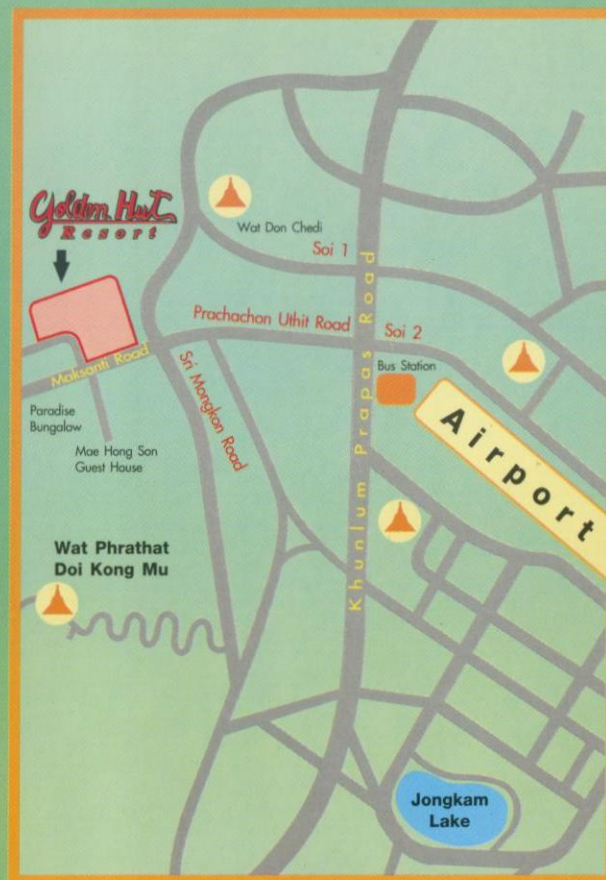 Golden Hut
Resort
Wat Don Chedi
Soi 1
Prachachon Uthit Road
Soi 2
Khunlum Prapas Road
Maksanti Road
Sri Mongkon Road
Bus Station
Airport
Paradise
Bungalow
Mae Hong Son
Guest House
Wat Phrathat
Doi Kong Mu
Jongkam
Lake